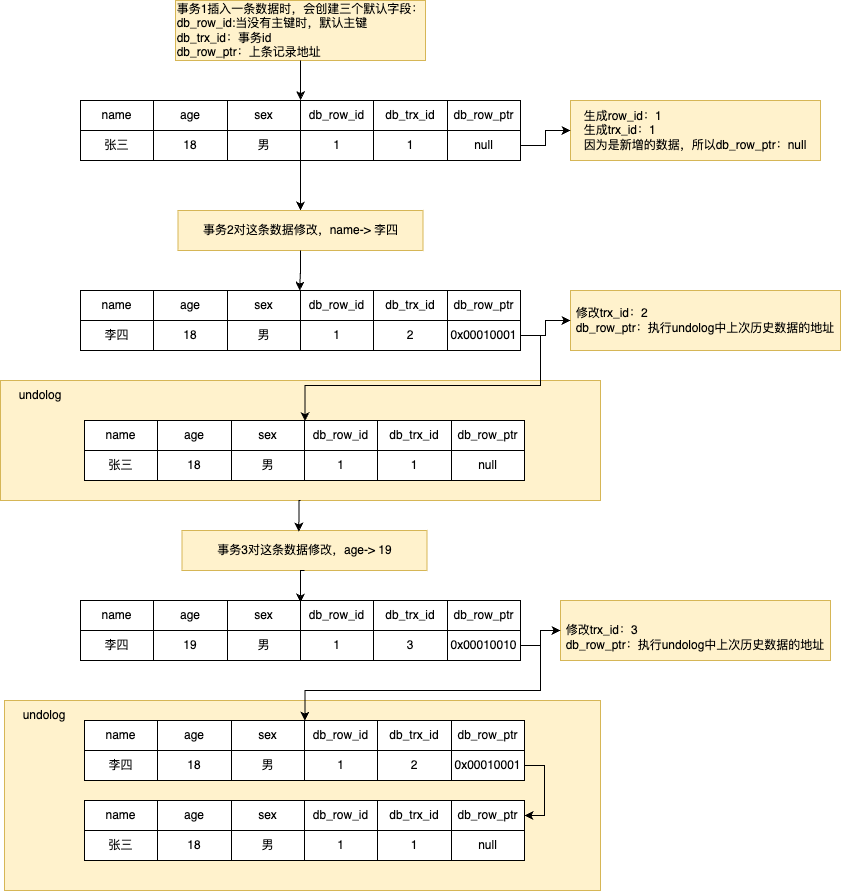 事务1插入一条数据时，会创建三个默认字段：
db_row_id:当没有主键时，默认主键
db_trx_id：事务id
db_row_ptr：上条记录地址
name age sex db_row_id db_trx_id db_row_ptr
张三 18 男 1 1 null
生成row_id：1
生成trx_id：1
因为是新增的数据，所以db_row_ptr：null
事务2对这条数据修改，name-> 李四
name age sex db_row_id db_trx_id db_row_ptr
李四 18 男 1 2 0x00010001
修改trx_id：2
db_row_ptr：执行undolog中上次历史数据的地址
undolog
name age sex db_row_id db_trx_id db_row_ptr
张三 18 男 1 1 null
事务3对这条数据修改，age-> 19
name age sex db_row_id db_trx_id db_row_ptr
李四 19 男 1 3 0x00010010
修改trx_id：3
db_row_ptr：执行undolog中上次历史数据的地址
undolog
name age sex db_row_id db_trx_id db_row_ptr
李四 18 男 1 2 0x00010001
name age sex db_row_id db_trx_id db_row_ptr
张三 18 男 1 1 null